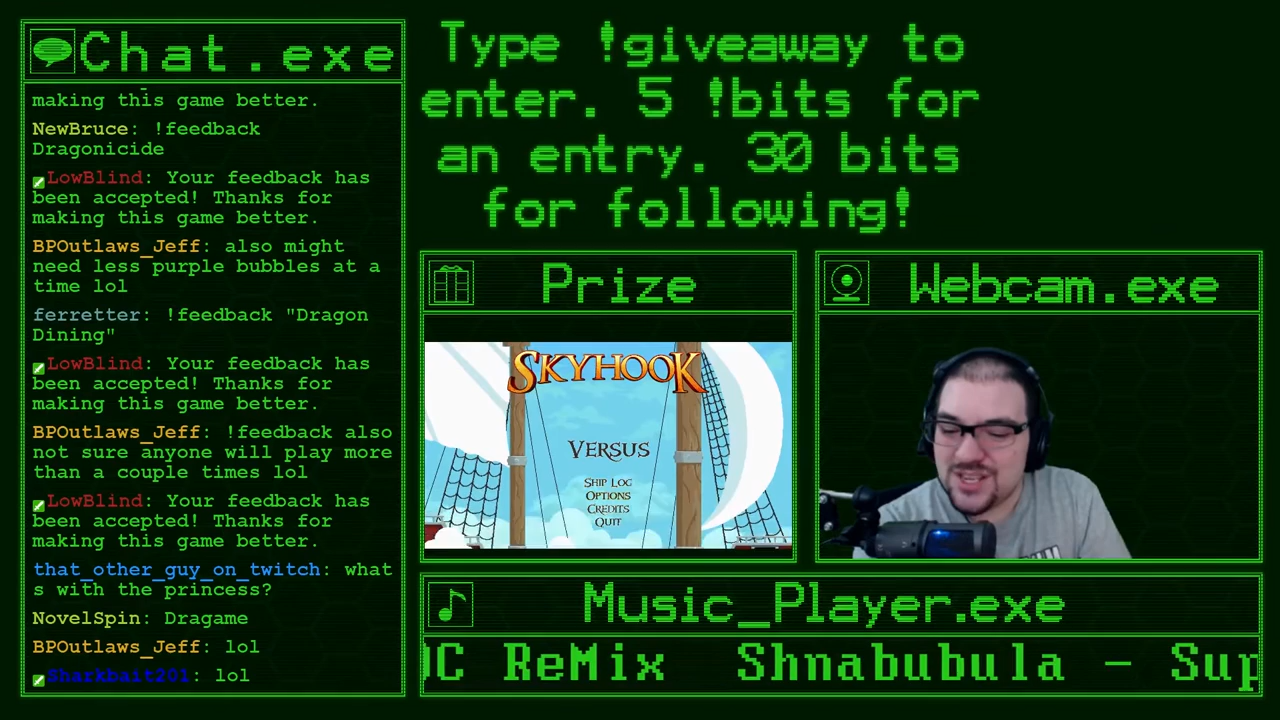 Chat.exe
making this game better.
NewBruce: !feedback
Dragonicide
LowBlind: Your feedback has
been accepted! Thanks for
making this game better.
BPOutlaws_Jeff: also might
need less purple bubbles at a
time lol
ferretter: !feedback "Dragon
Dining"
LowBlind: Your feedback has
been accepted! Thanks for
making this game better.
BPOutlaws_Jeff: !feedback also
not sure anyone will play more
than a couple times lol
LowBlind: Your feedback has
been accepted! Thanks for
making this game better.
that_other_guy_on_twitch: what
s with the princess?
NovelSpin: Dragame
BPOutlaws_Jeff: lol
Sharkbait201: lol
Type !giveaway to
enter. 5 !bits for
an entry. 30 bits
for following!
Prize
SKYHOOK
VERSUS
SHIP LOG
OPTIONS
CREDITS
QUIT
Webcam.exe
Music_Player.exe
OC ReMix Shnabubula - Sup